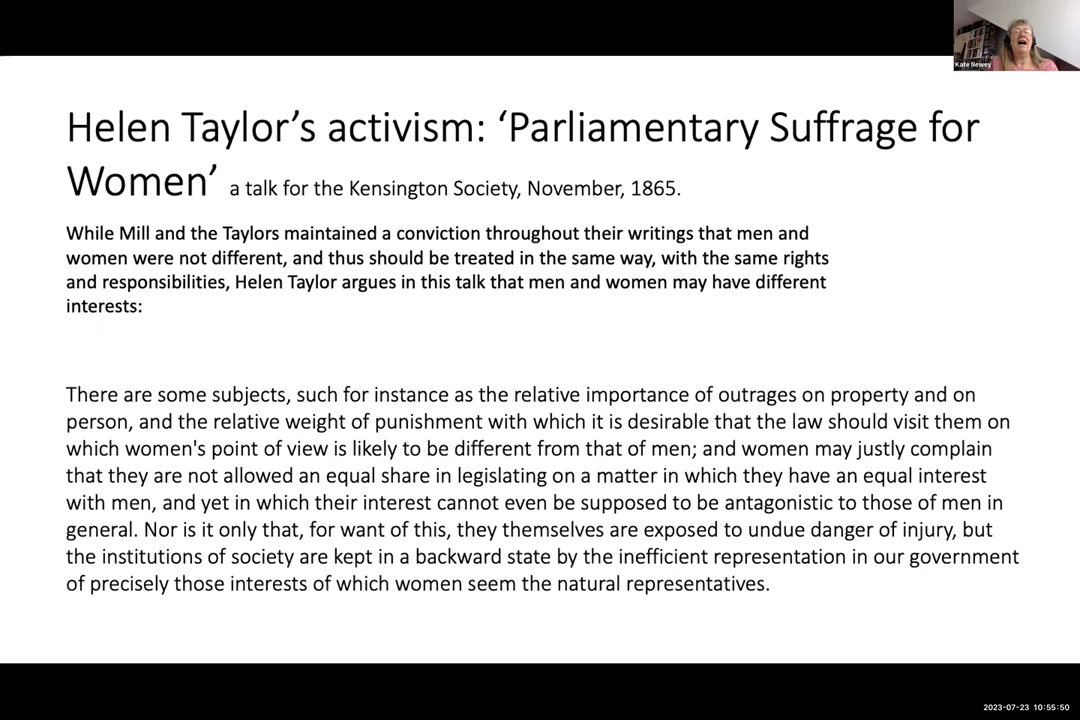 Kate Newey
Helen Taylor’s activism: ‘Parliamentary Suffrage for
Women’ a talk for the Kensington Society, November, 1865.
While Mill and the Taylors maintained a conviction throughout their writings that men and
women were not different, and thus should be treated in the same way, with the same rights
and responsibilities, Helen Taylor argues in this talk that men and women may have different
interests:
There are some subjects, such for instance as the relative importance of outrages on property and on
person, and the relative weight of punishment with which it is desirable that the law should visit them on
which women's point of view is likely to be different from that of men; and women may justly complain
that they are not allowed an equal share in legislating on a matter in which they have an equal interest
with men, and yet in which their interest cannot even be supposed to be antagonistic to those of men in
general. Nor is it only that, for want of this, they themselves are exposed to undue danger of injury, but
the institutions of society are kept in a backward state by the inefficient representation in our government
of precisely those interests of which women seem the natural representatives.
2023-07-23 10:55:50